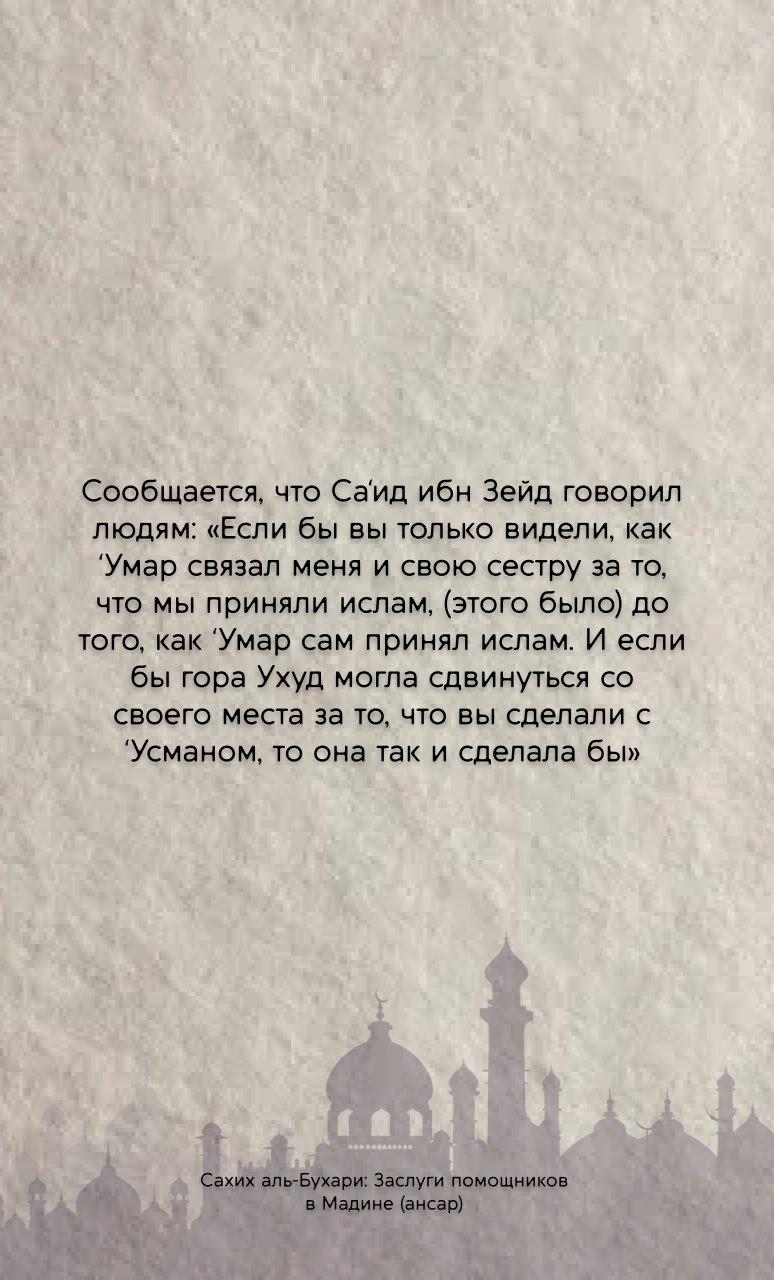 Сообщается, что Са‘ид ибн Зейд говорил
людям: «Если бы вы только видели, как
‘Умар связал меня и свою сестру за то,
что мы приняли ислам, (этого было) до
того, как ‘Умар сам принял ислам. И если
бы гора Ухуд могла сдвинуться со
своего места за то, что вы сделали с
‘Усманом, то она так и сделала бы»
Сахих аль-Бухари: Заслуги помощников
в Мадине (ансар)